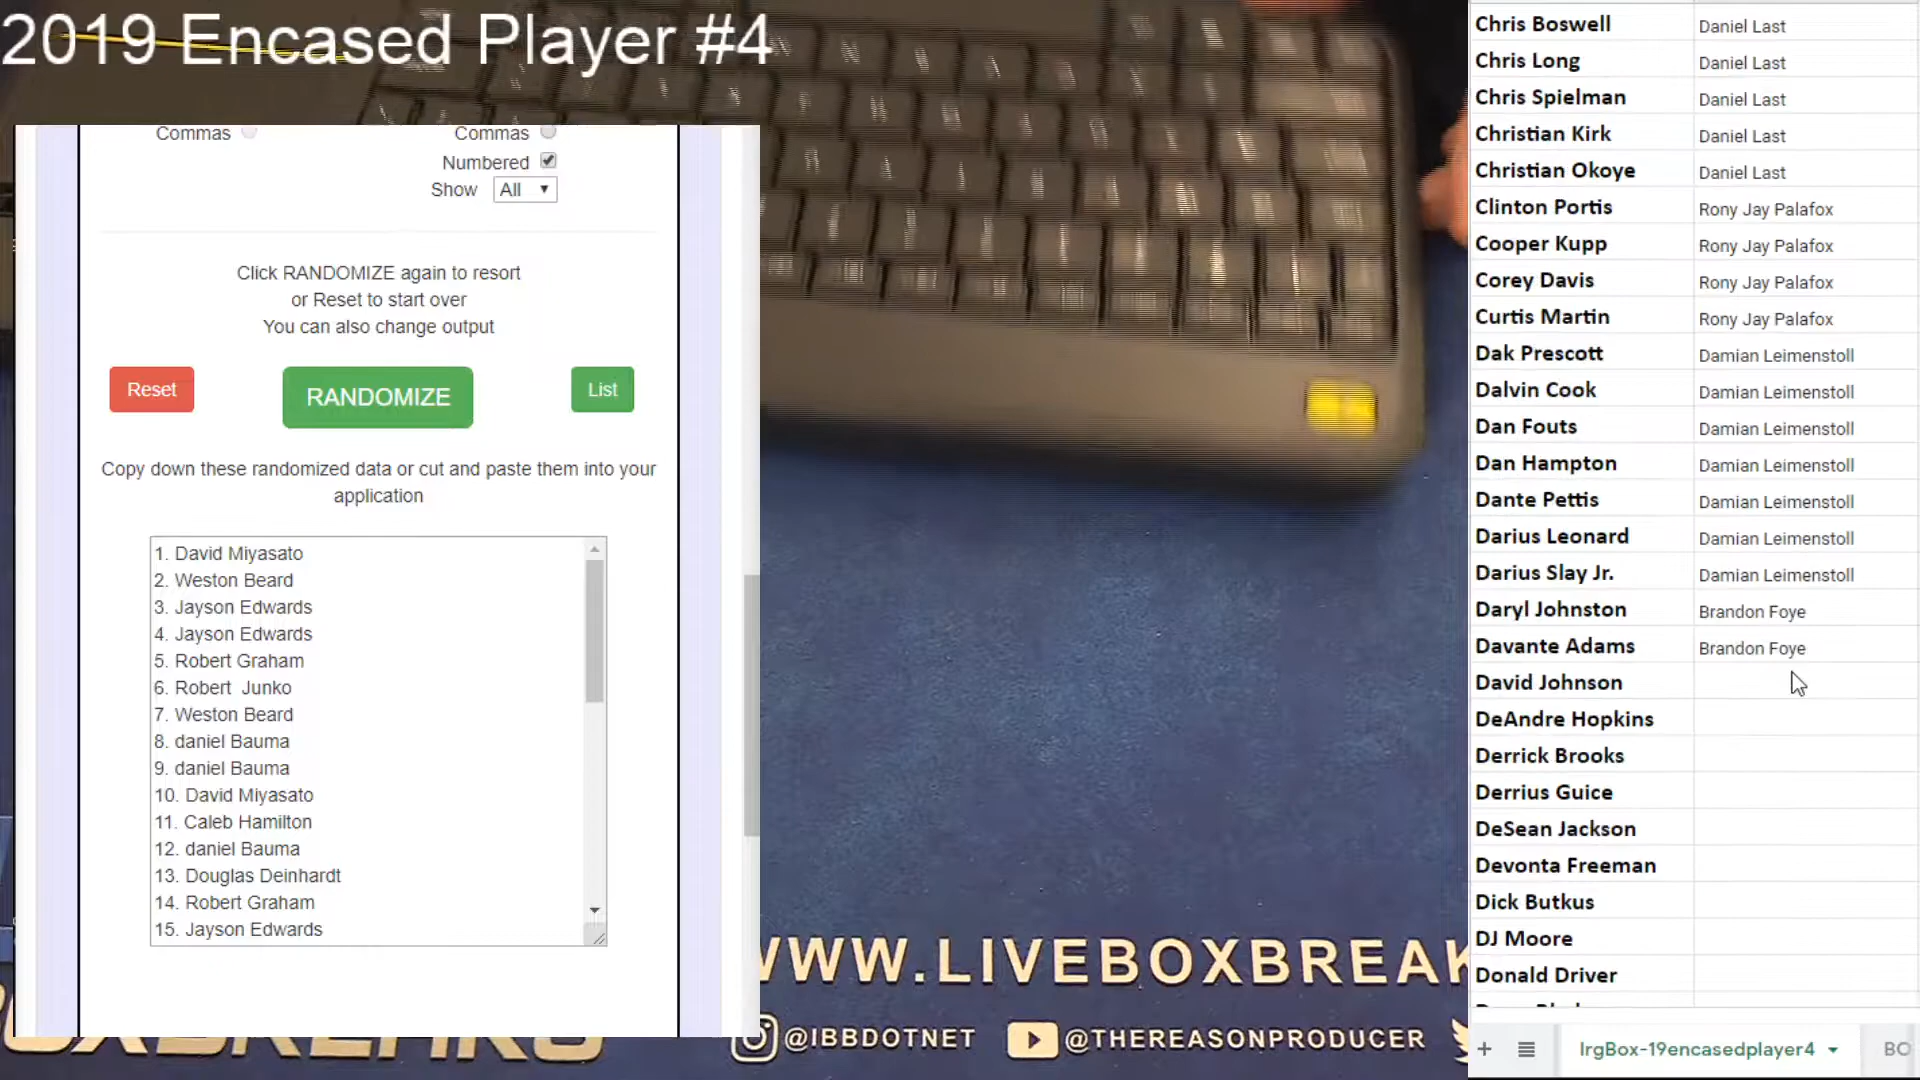 2019 Encased Player #4
Commas
Commas
Numbered
Show All
Click RANDOMIZE again to resort
or Reset to start over
You can also change output
Reset
RANDOMIZE
List
Copy down these randomized data or cut and paste them into your
application
1. David Miyasato
2. Weston Beard
3. Jayson Edwards
4. Jayson Edwards
5. Robert Graham
6. Robert  Junko
7. Weston Beard
8. daniel Bauma
9. daniel Bauma
10. David Miyasato
11. Caleb Hamilton
12. daniel Bauma
13. Douglas Deinhardt
14. Robert Graham
15. Jayson Edwards
WWW.LIVEBOXBREAK
@IBBDOTNET
@THEREASONPRODUCER
Chris Boswell Daniel Last
Chris Long Daniel Last
Chris Spielman Daniel Last
Christian Kirk Daniel Last
Christian Okoye Daniel Last
Clinton Portis Rony Jay Palafox
Cooper Kupp Rony Jay Palafox
Corey Davis Rony Jay Palafox
Curtis Martin Rony Jay Palafox
Dak Prescott Damian Leimenstoll
Dalvin Cook Damian Leimenstoll
Dan Fouts Damian Leimenstoll
Dan Hampton Damian Leimenstoll
Dante Pettis Damian Leimenstoll
Darius Leonard Damian Leimenstoll
Darius Slay Jr. Damian Leimenstoll
Daryl Johnston Brandon Foye
Davante Adams Brandon Foye
David Johnson
DeAndre Hopkins
Derrick Brooks
Derrius Guice
DeSean Jackson
Devonta Freeman
Dick Butkus
DJ Moore
Donald Driver
lrgBox-19encasedplayer4
BO